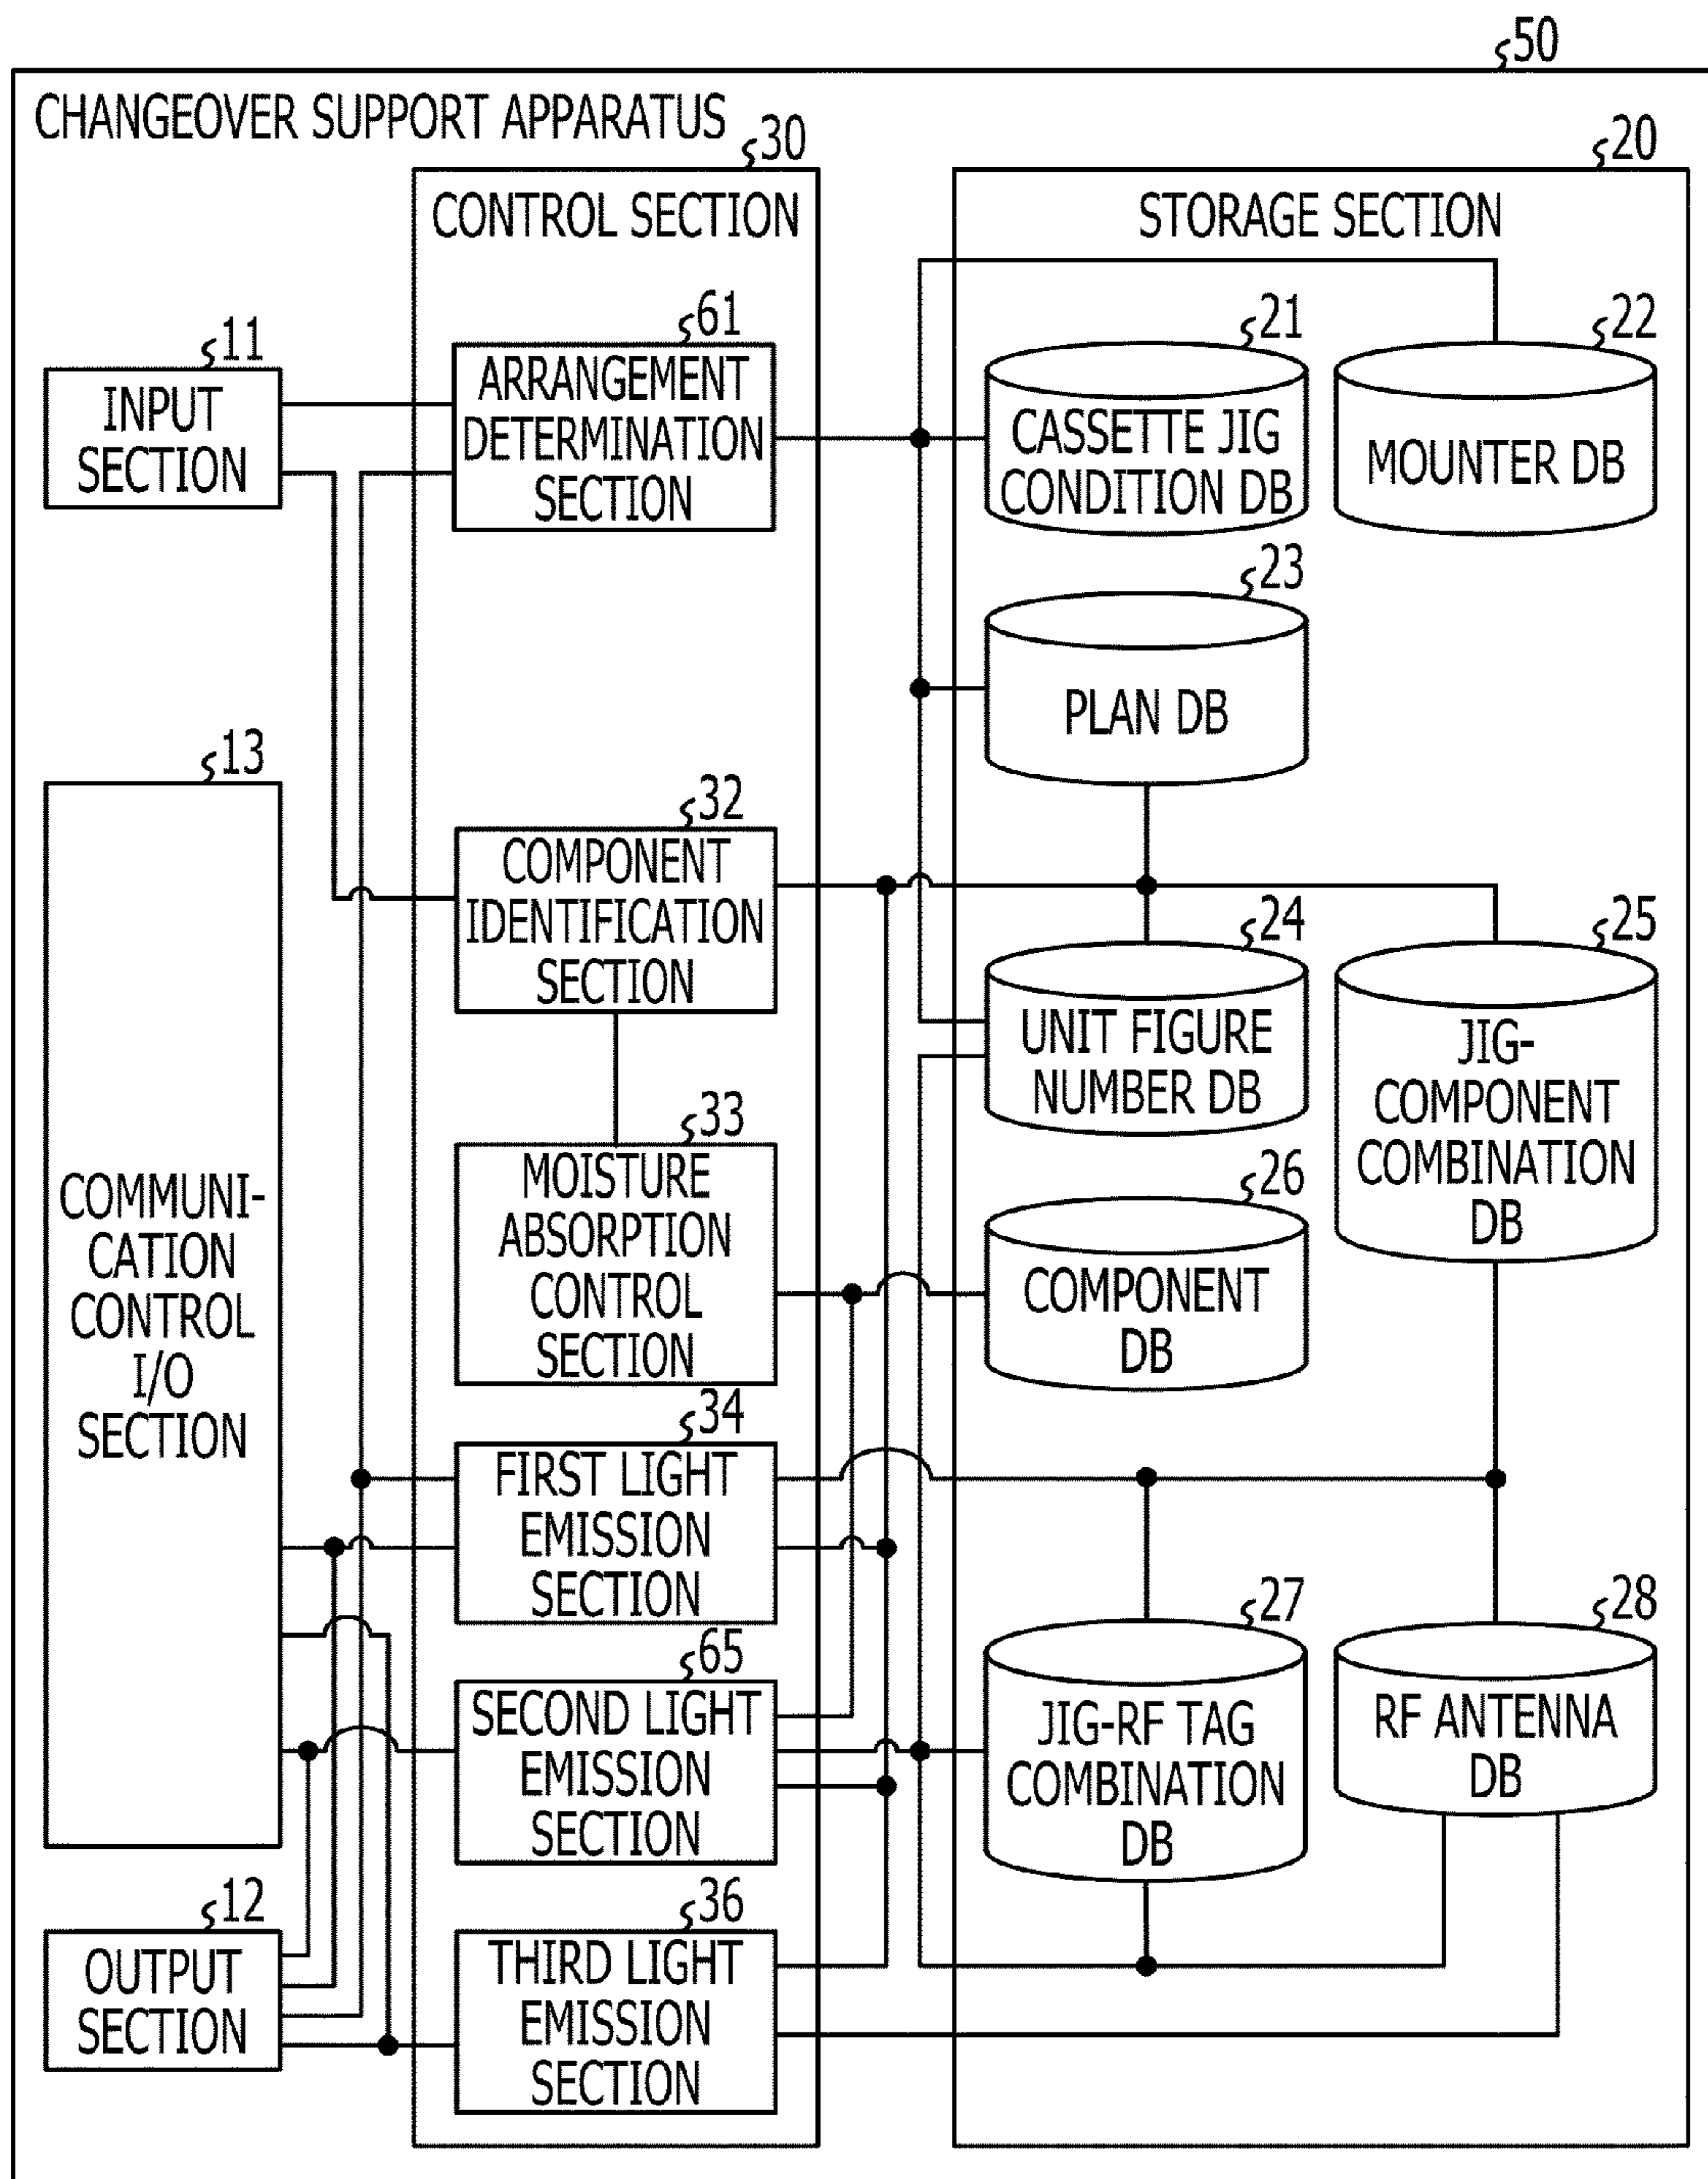 50
CHANGEOVER SUPPORT APPARATUS
30
20
CONTROL SECTION
STORAGE SECTION
11
INPUT
SECTION
61
ARRANGEMENT
DETERMINATION
SECTION
21
CASSETTE JIG
CONDITION DB
22
MOUNTER DB
23
PLAN DB
13
COMMUNI-
CATION
CONTROL
I/O
SECTION
32
COMPONENT
IDENTIFICATION
SECTION
24
UNIT FIGURE
NUMBER DB
25
JIG-
COMPONENT
COMBINATION
DB
33
MOISTURE
ABSORPTION
CONTROL
SECTION
26
COMPONENT
DB
34
FIRST LIGHT
EMISSION
SECTION
65
SECOND LIGHT
EMISSION
SECTION
27
JIG-RF TAG
COMBINATION
DB
28
RF ANTENNA
DB
12
OUTPUT
SECTION
36
THIRD LIGHT
EMISSION
SECTION